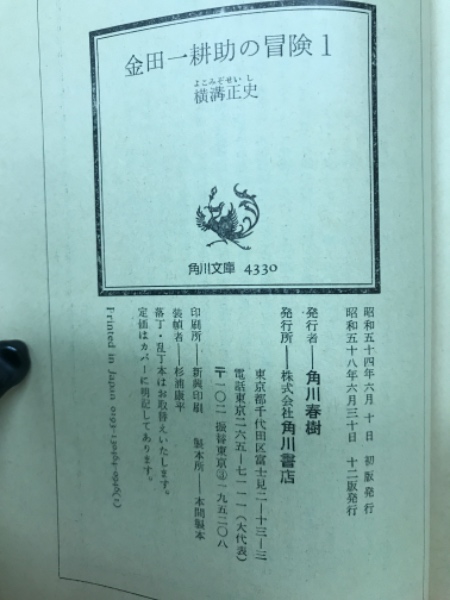 金田一耕助の冒険1
よこみぞせいし
横溝正史
角川文庫 4330
昭和五十四年六月 十 日 初版発行
昭和五十八年六月三十日 十二版発行
発行者——角川春樹
発行所——株式会社角川書店
東京都千代田区富士見二—十三—三
電話東京二六五—七一一一(大代表)
〒一〇二 振替東京③一九五二〇八
印刷所——新興印刷 製本所——本間製本
装幀者——杉浦康平
落丁・乱丁本はお取替えいたします。
定価はカバーに明記してあります。
Printed in Japan